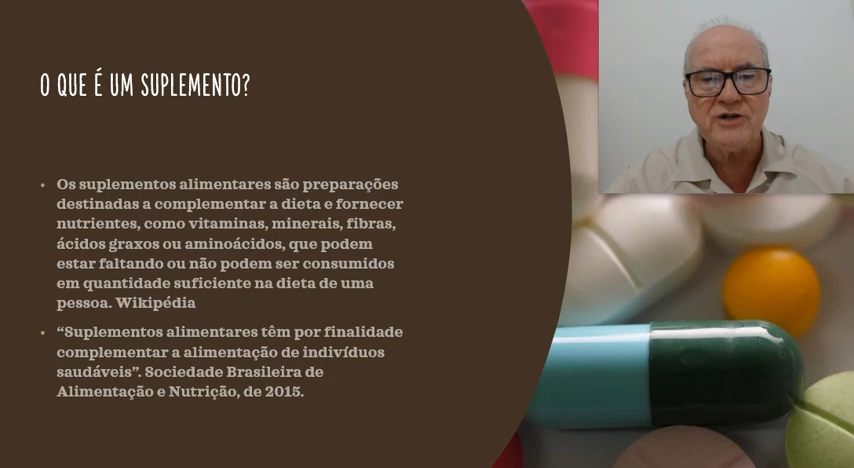 O QUE É UM SUPLEMENTO?
• Os suplementos alimentares são preparações
destinadas a complementar a dieta e fornecer
nutrientes, como vitaminas, minerais, fibras,
ácidos graxos ou aminoácidos, que podem
estar faltando ou não podem ser consumidos
em quantidade suficiente na dieta de uma
pessoa. Wikipédia
• “Suplementos alimentares têm por finalidade
complementar a alimentação de indivíduos
saudáveis”. Sociedade Brasileira de
Alimentação e Nutrição, de 2015.